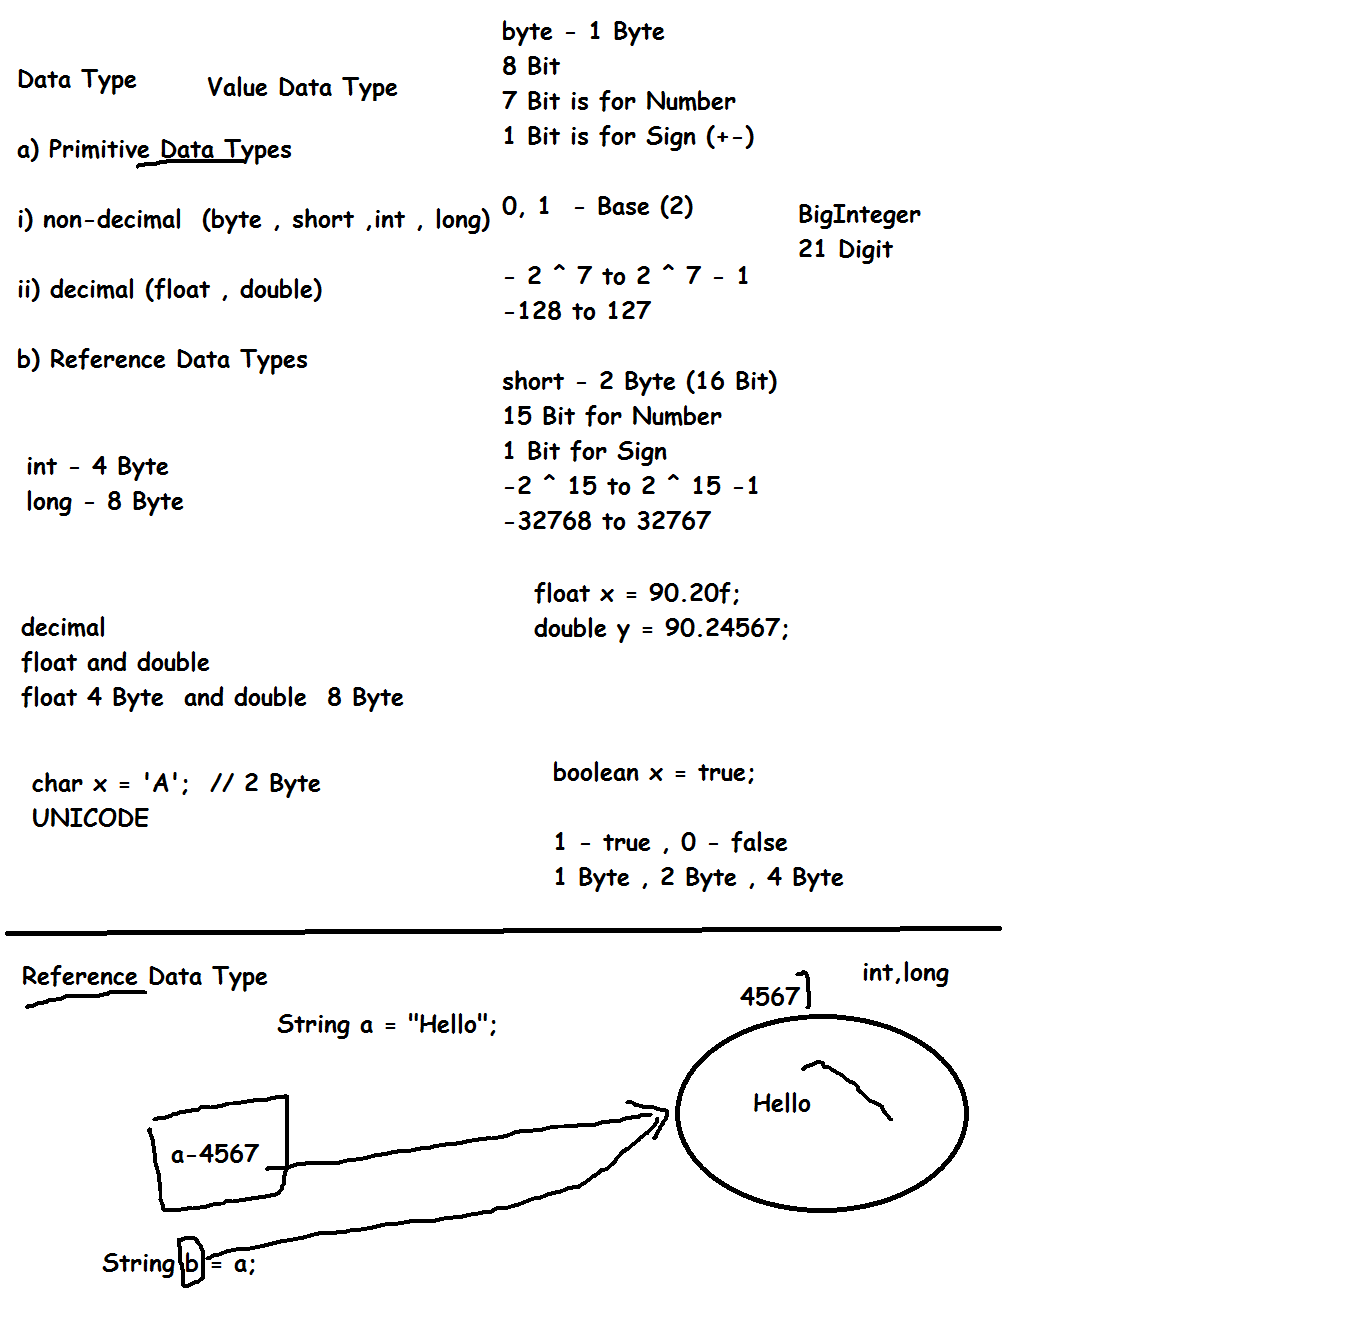 Data Type
Value Data Type
a) Primitive Data Types
i) non-decimal (byte , short ,int , long)
ii) decimal (float , double)
b) Reference Data Types
int - 4 Byte
long - 8 Byte
byte - 1 Byte
8 Bit
7 Bit is for Number
1 Bit is for Sign (+-)
0, 1 - Base (2)
- 2 ^ 7 to 2 ^ 7 - 1
-128 to 127
BigInteger
21 Digit
short - 2 Byte (16 Bit)
15 Bit for Number
1 Bit for Sign
-2 ^ 15 to 2 ^ 15 -1
-32768 to 32767
decimal
float and double
float 4 Byte and double 8 Byte
float x = 90.20f;
double y = 90.24567;
char x = 'A'; // 2 Byte
UNICODE
boolean x = true;
1 - true , 0 - false
1 Byte , 2 Byte , 4 Byte
Reference Data Type
String a = "Hello";
4567
int,long
Hello
a-4567
String b = a;